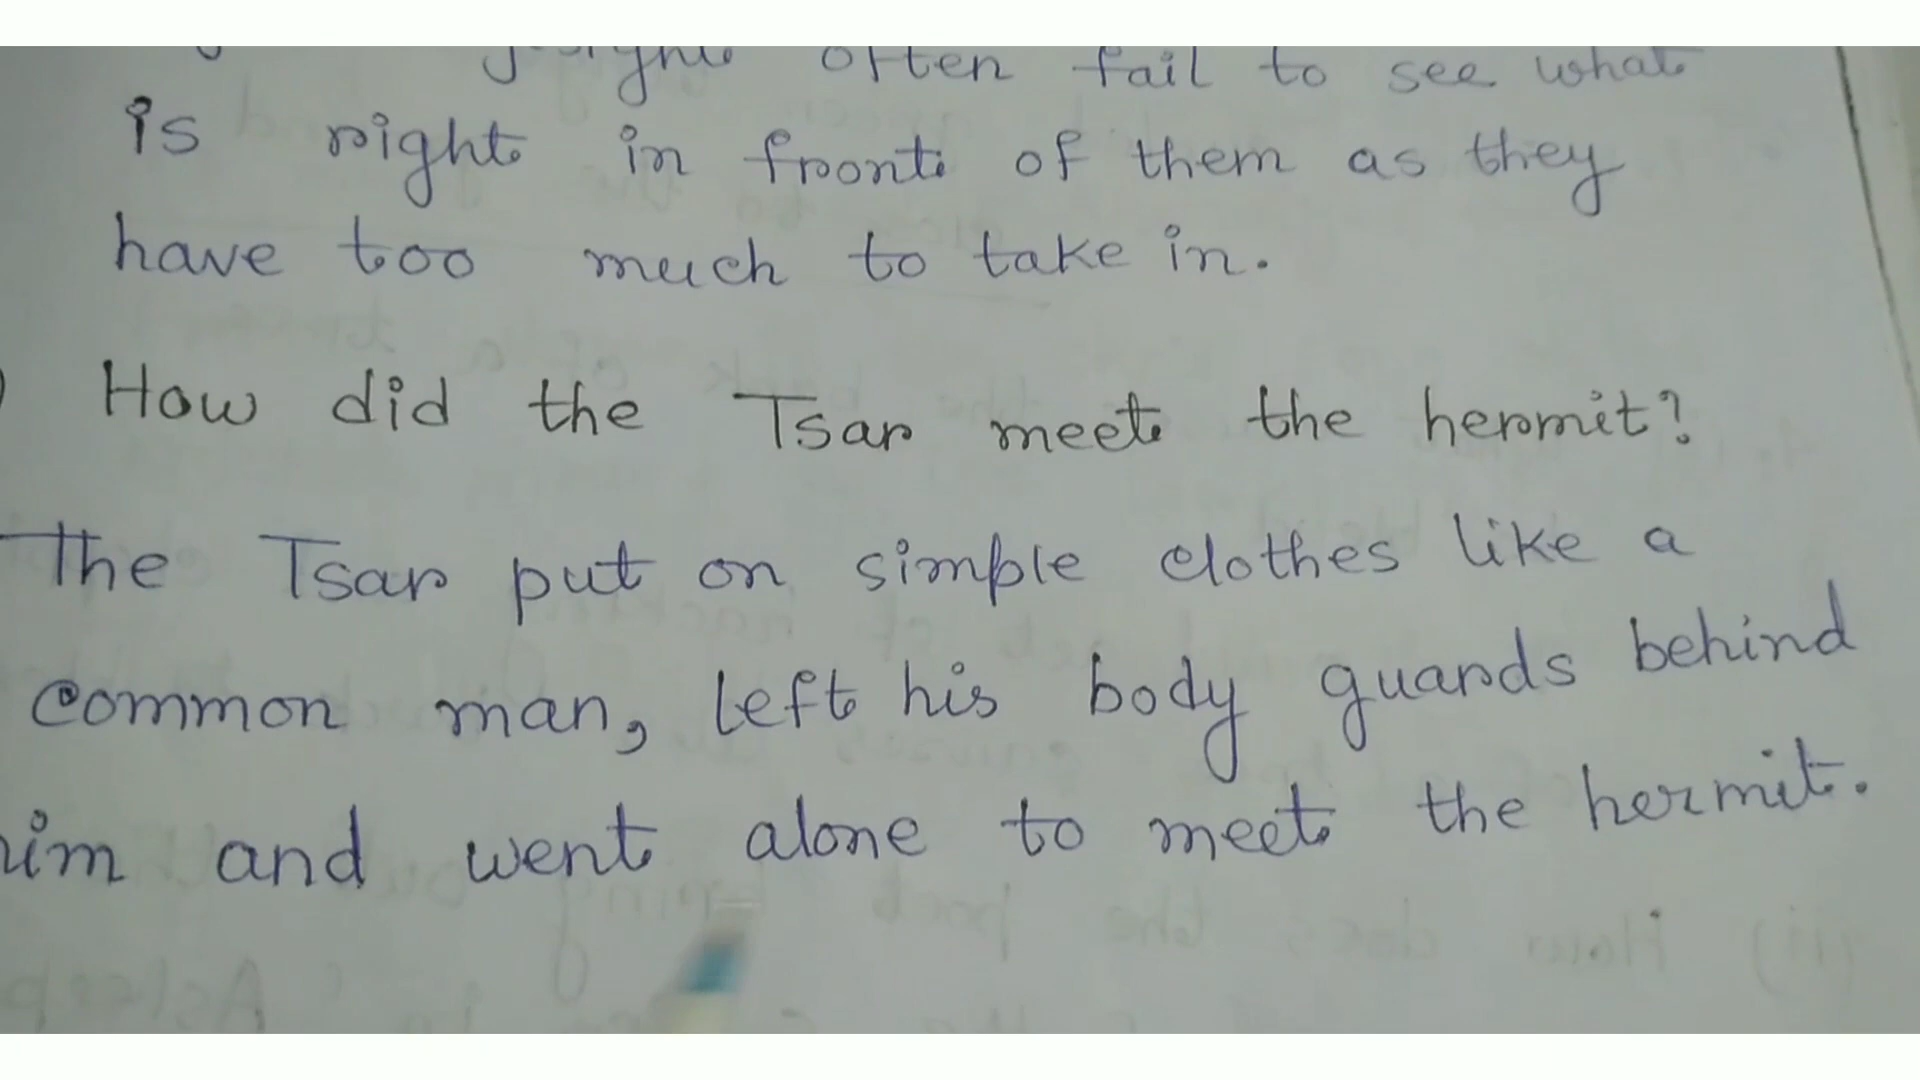 often fail to see what
is right in front of them as they
have too much to take in.
) How did the Tsar meet the hermit?
The Tsar put on simple clothes like a
common man, left his body guards behind
him and went alone to meet the hermit.